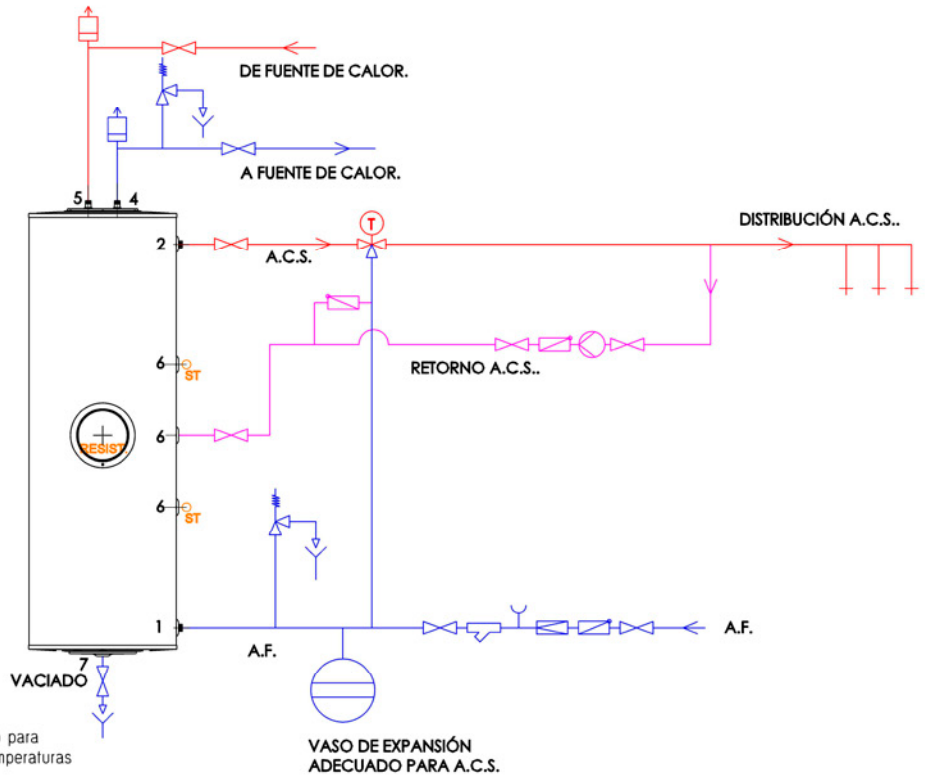 DE FUENTE DE CALOR.
A FUENTE DE CALOR.
5 4
T
DISTRIBUCIÓN A.C.S..
2
A.C.S.
6
ST
RETORNO A.C.S..
6
RESIST.
6
ST
1
A.F.
A.F.
7
VACIADO
para
mperaturas
VASO DE EXPANSIÓN
ADECUADO PARA A.C.S.